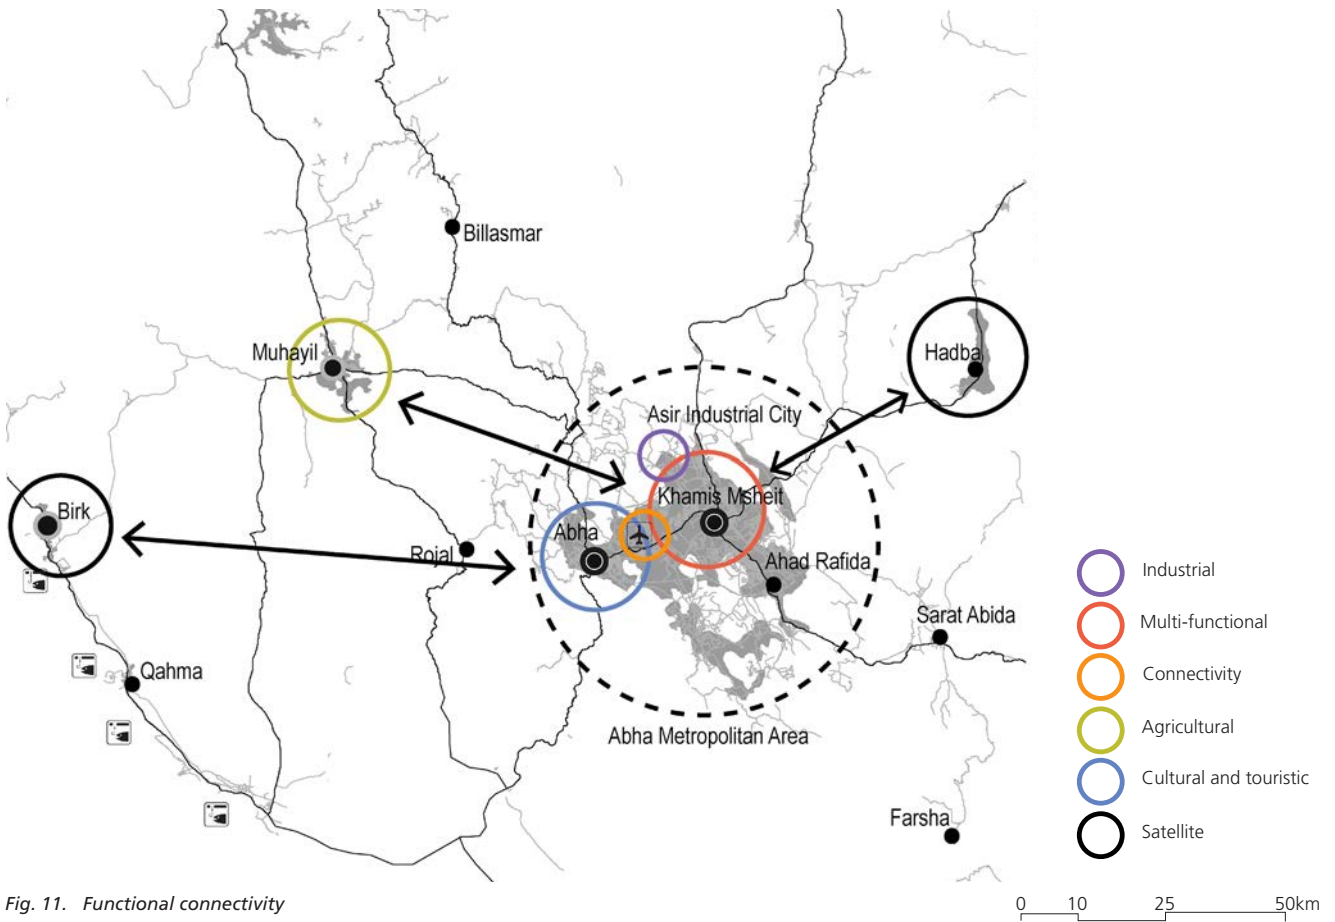 Billasmar
Muhayil
Hadba
Asir Industrial City
Khamis Msheit
Birk
Abha
Rojal
Ahad Rafida
Sarat Abida
Qahma
Abha Metropolitan Area
Farsha
Industrial
Multi-functional
Connectivity
Agricultural
Cultural and touristic
Satellite
Fig. 11. Functional connectivity
0 10 25 50km